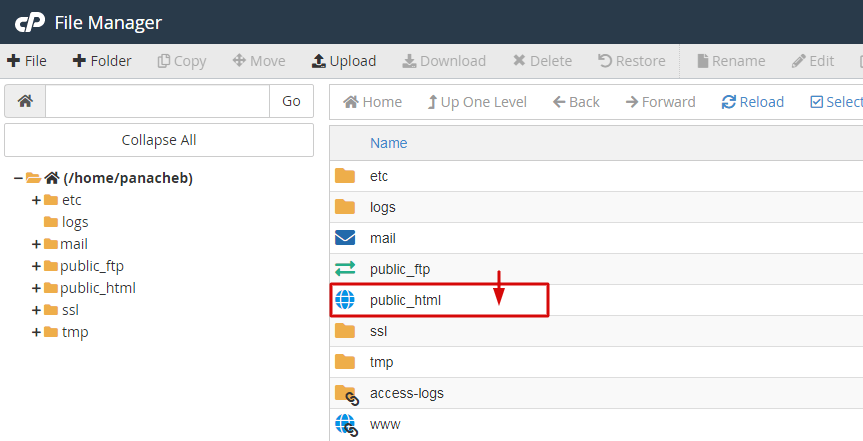 cP File Manager
+ File + Folder Copy Move Upload Download Delete Restore Rename Edit
Go Home Up One Level Back Forward Reload Select
Collapse All
Name
(/home/panacheb)
etc
logs
mail
public_ftp
public_html
ssl
tmp
etc
logs
mail
public_ftp
public_html
ssl
tmp
access-logs
www